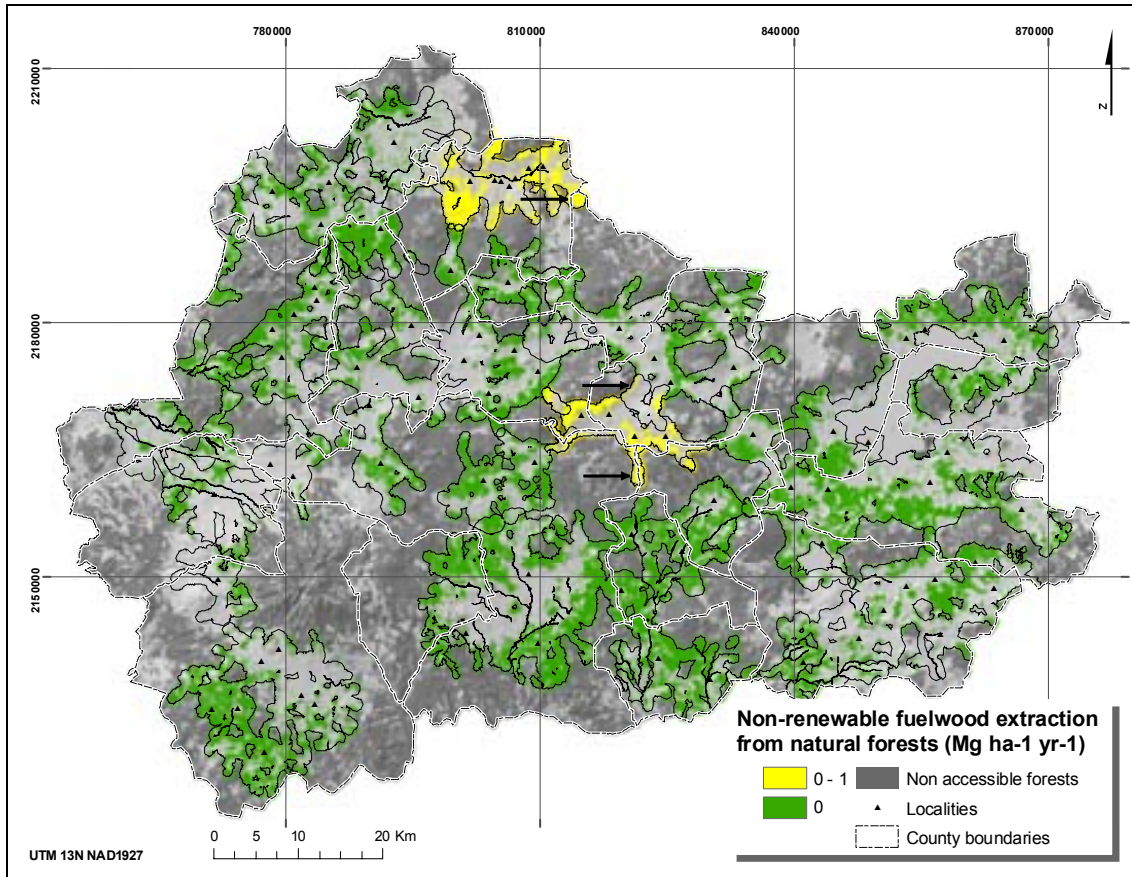 780000 810000 840000 870000
2210000
N
2180000
2150000
Non-renewable fuelwood extraction
from natural forests (Mg ha-1 yr-1)
0 - 1 Non accessible forests
0 Localities
County boundaries
0 5 10 20 Km
UTM 13N NAD1927